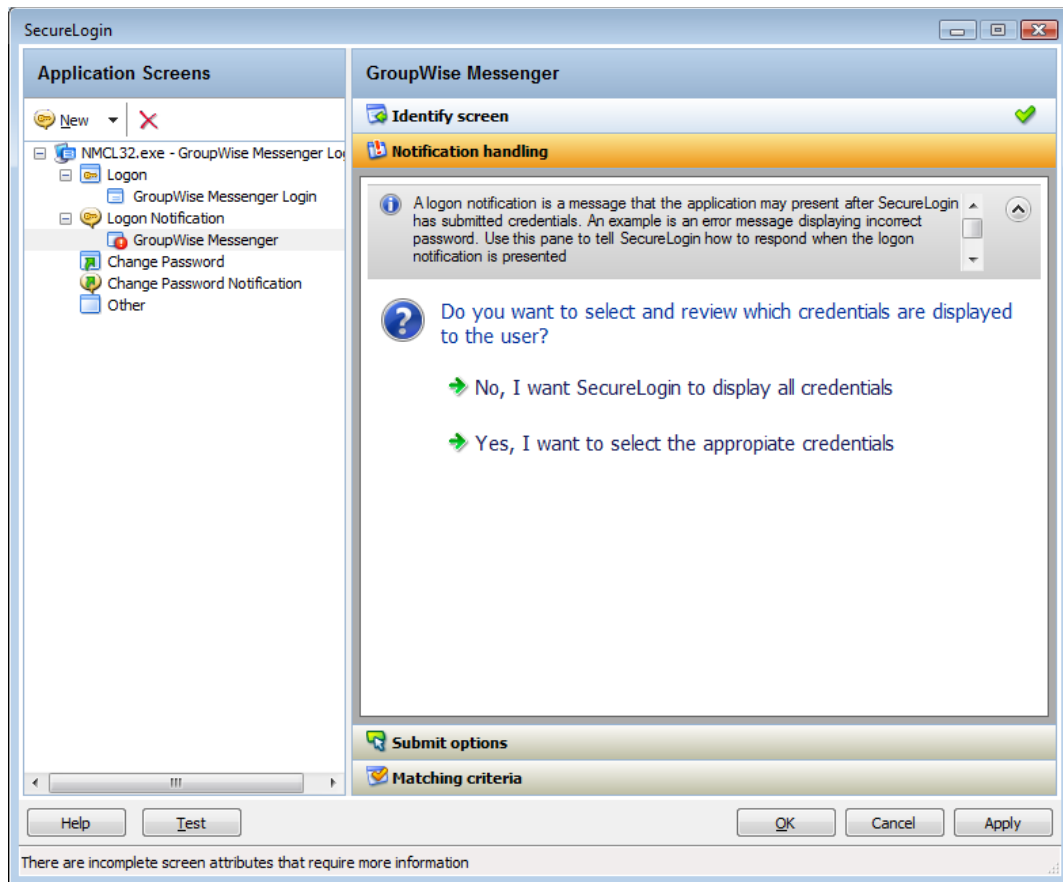 SecureLogin
Application Screens
New
NMCL32.exe - GroupWise Messenger Lo
Logon
GroupWise Messenger Login
Logon Notification
GroupWise Messenger
Change Password
Change Password Notification
Other
GroupWise Messenger
Identify screen
Notification handling
A logon notification is a message that the application may present after SecureLogin
has submitted credentials. An example is an error message displaying incorrect
password. Use this pane to tell SecureLogin how to respond when the logon
notification is presented
Do you want to select and review which credentials are displayed
to the user?
No, I want SecureLogin to display all credentials
Yes, I want to select the appropiate credentials
Submit options
Matching criteria
Help
Test
OK
Cancel
Apply
There are incomplete screen attributes that require more information